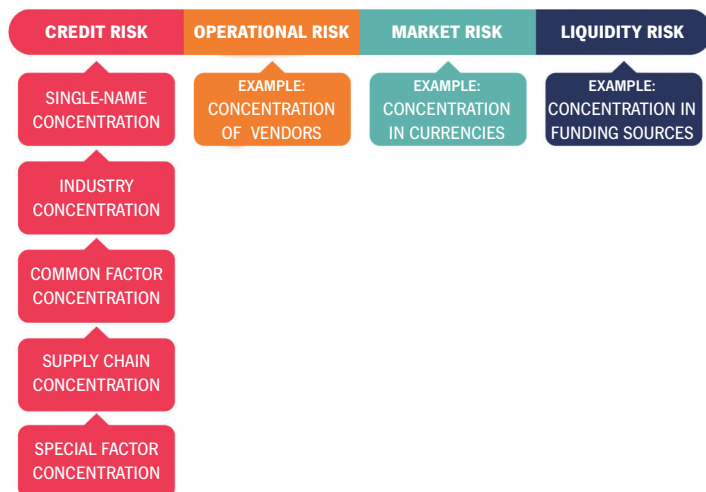 CREDIT RISK
OPERATIONAL RISK
MARKET RISK
LIQUIDITY RISK
SINGLE-NAME
CONCENTRATION
EXAMPLE:
CONCENTRATION
OF VENDORS
EXAMPLE:
CONCENTRATION
IN CURRENCIES
EXAMPLE:
CONCENTRATION IN
FUNDING SOURCES
INDUSTRY
CONCENTRATION
COMMON FACTOR
CONCENTRATION
SUPPLY CHAIN
CONCENTRATION
SPECIAL FACTOR
CONCENTRATION